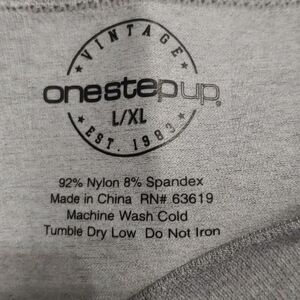 VINTAGE
onestepup®
L/XL
EST. 1983
92% Nylon 8% Spandex
Made in China RN# 63619
Machine Wash Cold
Tumble Dry Low Do Not Iron